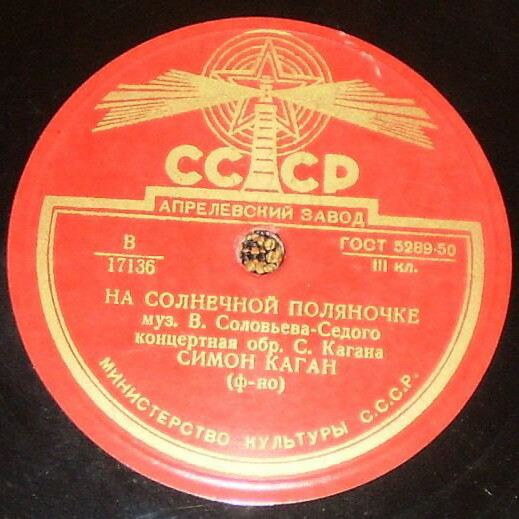 СССР
АПРЕЛЕВСКИЙ ЗАВОД
В
17136
ГОСТ 5289-50
III кл.
НА СОЛНЕЧНОЙ ПОЛЯНОЧКЕ
муз. В. Соловьева-Седого
концертная обр. С. Кагана
СИМОН КАГАН
(ф-но)
МИНИСТЕРСТВО КУЛЬТУРЫ С.С.С.Р.